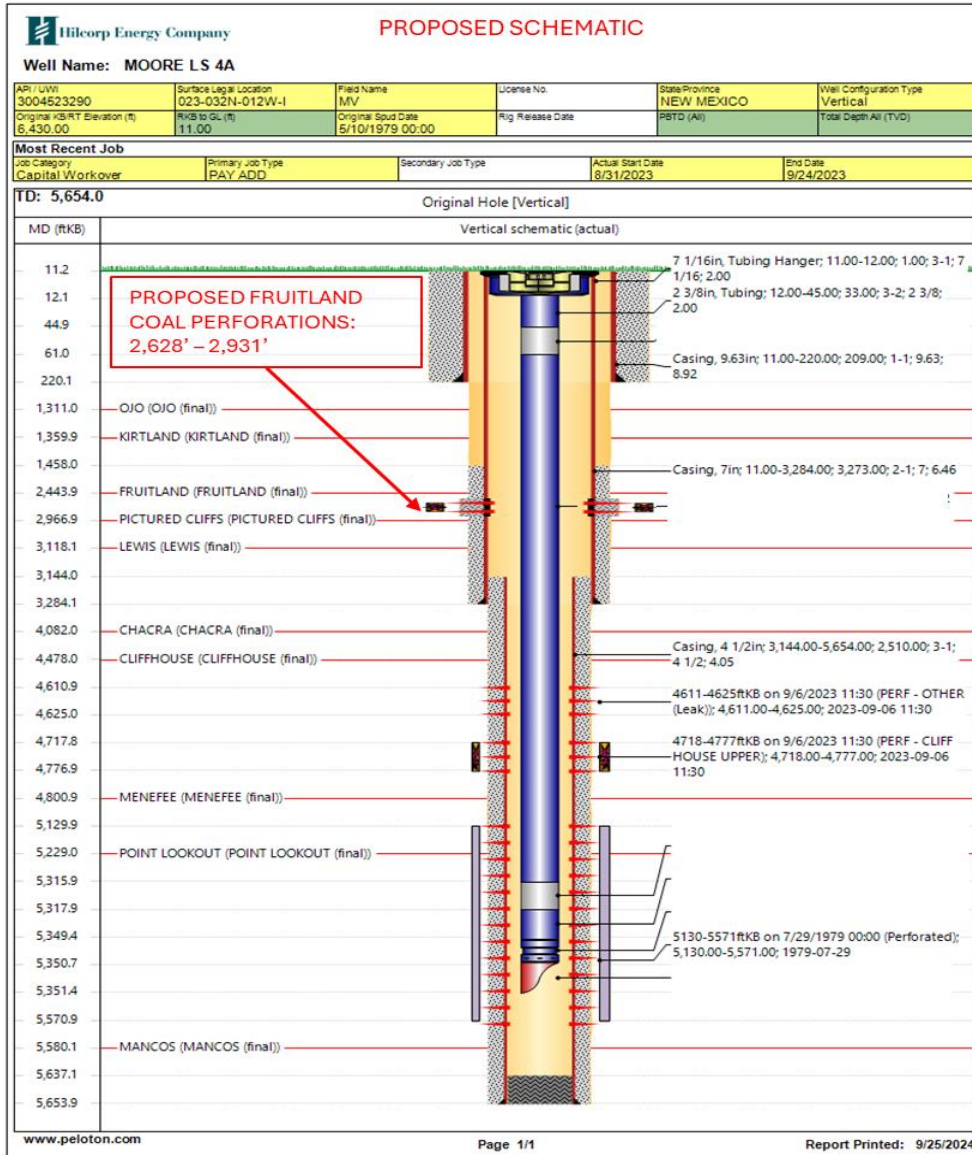 Hilcorp Energy Company
PROPOSED SCHEMATIC
Well Name: MOORE LS 4A
API / UWI
3004523290
Surface Legal Location
023-032N-012W-I
Field Name
MV
License No.
State/Province
NEW MEXICO
Well Configuration Type
Vertical
Original KB/RT Elevation (ft)
6,430.00
RKB to GL (ft)
11.00
Original Spud Date
5/10/1979 00:00
Rig Release Date
PBTD (All)
Total Depth All (TVD)
Most Recent Job
Job Category
Capital Workover
Primary Job Type
PAY ADD
Secondary Job Type
Actual Start Date
8/31/2023
End Date
9/24/2023
TD: 5,654.0
Original Hole [Vertical]
MD (ftKB)
Vertical schematic (actual)
11.2
12.1
44.9
61.0
220.1
1,311.0
1,359.9
1,458.0
2,443.9
2,966.9
3,118.1
3,144.0
3,284.1
4,082.0
4,478.0
4,610.9
4,625.0
4,717.8
4,776.9
4,800.9
5,129.9
5,229.0
5,315.9
5,317.9
5,349.4
5,350.7
5,351.4
5,570.9
5,580.1
5,637.1
5,653.9
PROPOSED FRUITLAND
COAL PERFORATIONS:
2,628' – 2,931'
OJO (OJO (final))
KIRTLAND (KIRTLAND (final))
FRUITLAND (FRUITLAND (final))
PICTURED CLIFFS (PICTURED CLIFFS (final))
LEWIS (LEWIS (final))
CHACRA (CHACRA (final))
CLIFFHOUSE (CLIFFHOUSE (final))
MENEFEE (MENEFEE (final))
POINT LOOKOUT (POINT LOOKOUT (final))
MANCOS (MANCOS (final))
7 1/16in, Tubing Hanger; 11.00-12.00; 1.00; 3-1; 7
1/16; 2.00
2 3/8in, Tubing; 12.00-45.00; 33.00; 3-2; 2 3/8;
2.00
Casing, 9.63in; 11.00-220.00; 209.00; 1-1; 9.63;
8.92
Casing, 7in; 11.00-3,284.00; 3,273.00; 2-1; 7; 6.46
Casing, 4 1/2in; 3,144.00-5,654.00; 2,510.00; 3-1;
4 1/2; 4.05
4611-4625ftKB on 9/6/2023 11:30 (PERF - OTHER
(Leak)); 4,611.00-4,625.00; 2023-09-06 11:30
4718-4777ftKB on 9/6/2023 11:30 (PERF - CLIFF
HOUSE UPPER); 4,718.00-4,777.00; 2023-09-06
11:30
5130-5571ftKB on 7/29/1979 00:00 (Perforated);
5,130.00-5,571.00; 1979-07-29
www.peloton.com
Page 1/1
Report Printed: 9/25/2024